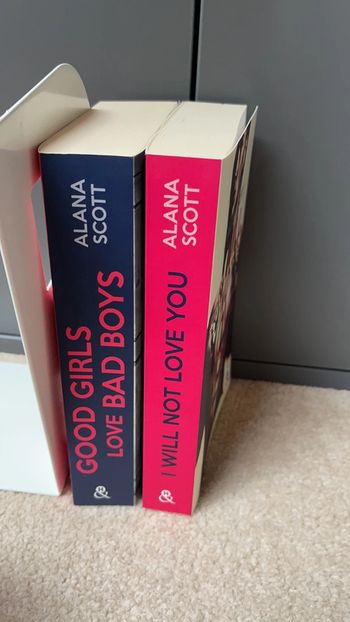 ALANA
SCOTT
GOOD GIRLS
LOVE BAD BOYS
ALANA
SCOTT
I WILL NOT LOVE YOU